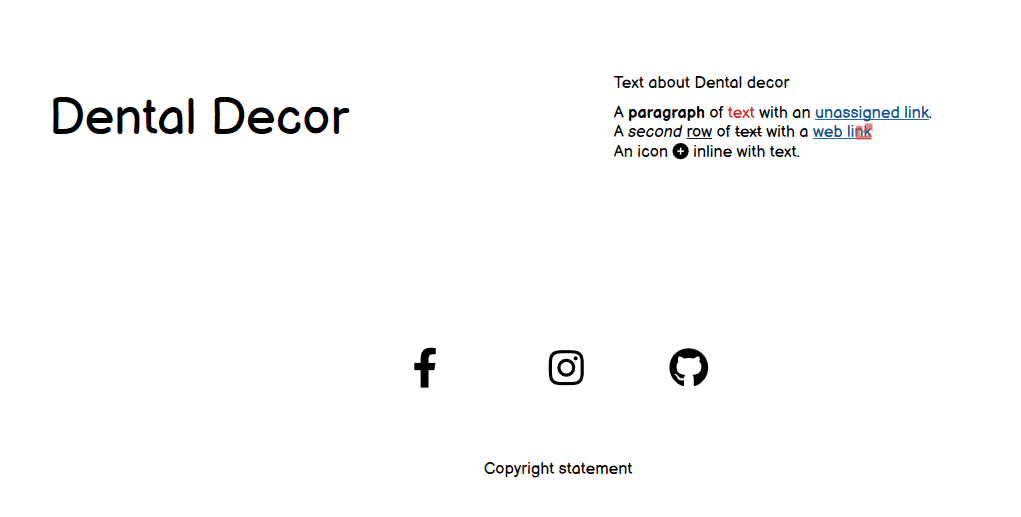 Dental Decor
Text about Dental decor
A paragraph of text with an unassigned link.
A second row of text with a web link
An icon inline with text.
Copyright statement